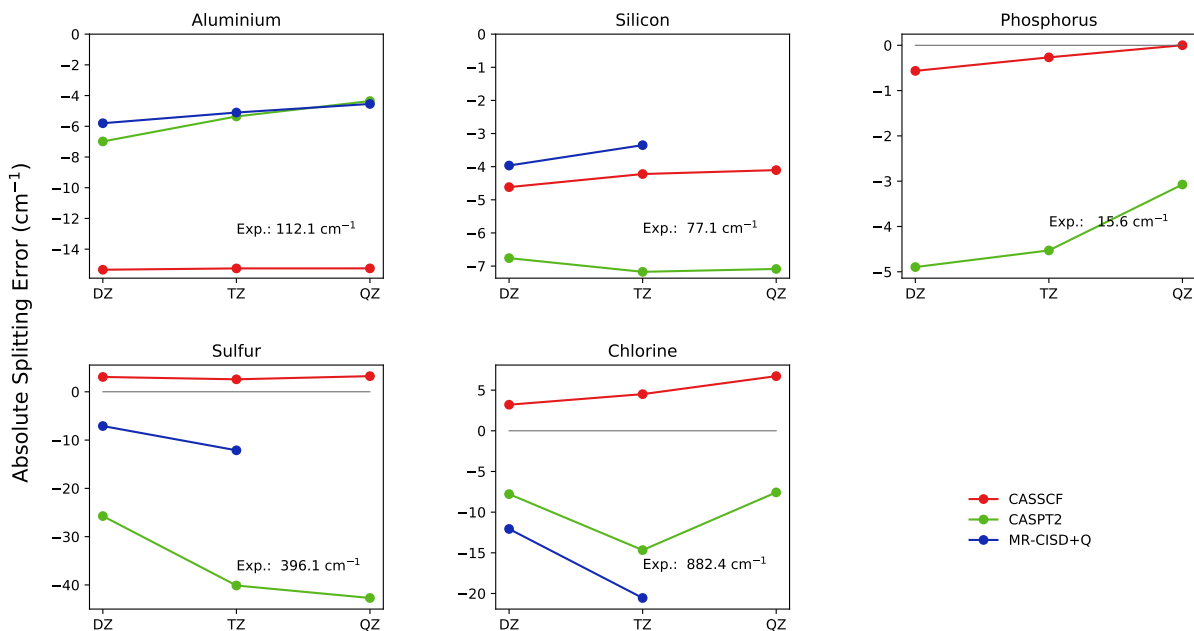 Absolute Splitting Error (cm⁻¹)
Aluminium
0
−2
−4
−6
−8
−10
−12
−14
Exp.: 112.1 cm⁻¹
DZ TZ QZ
Silicon
0
−1
−2
−3
−4
−5
−6
−7
Exp.: 77.1 cm⁻¹
DZ TZ QZ
Phosphorus
0
−1
−2
−3
−4
−5
Exp.: 15.6 cm⁻¹
DZ TZ QZ
Sulfur
0
−10
−20
−30
−40
Exp.: 396.1 cm⁻¹
DZ TZ QZ
Chlorine
5
0
−5
−10
−15
−20
Exp.: 882.4 cm⁻¹
DZ TZ QZ
CASSCF
CASPT2
MR-CISD+Q